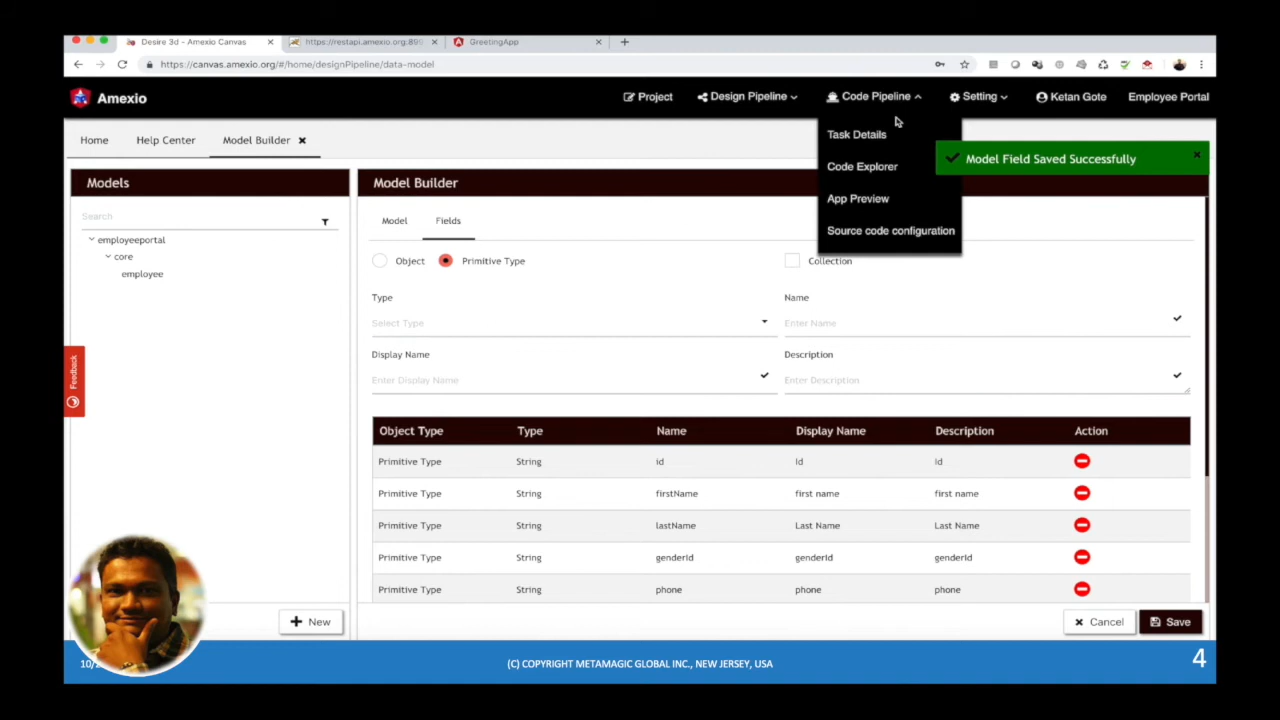 Desire 3d - Amexio Canvas
https://restapi.amexio.org:899
GreetingApp
https://canvas.amexio.org/#/home/designPipeline/data-model
Amexio
Project
Design Pipeline
Code Pipeline
Setting
Ketan Gote
Employee Portal
Task Details
Code Explorer
App Preview
Source code configuration
Model Field Saved Successfully
Home
Help Center
Model Builder
Models
Search
employeeportal
core
employee
New
Feedback
Model Builder
Model
Fields
Object
Primitive Type
Collection
Type
Name
Select Type
Enter Name
Display Name
Description
Enter Display Name
Enter Description
Object Type Type Name Display Name Description Action
Primitive Type String id Id Id
Primitive Type String firstName first name first name
Primitive Type String lastName Last Name Last Name
Primitive Type String genderId genderId genderId
Primitive Type String phone phone phone
Cancel
Save
(C) COPYRIGHT METAMAGIC GLOBAL INC., NEW JERSEY, USA
4